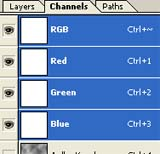 Layers Channels Paths
RGB Ctrl+~
Red Ctrl+1
Green Ctrl+2
Blue Ctrl+3